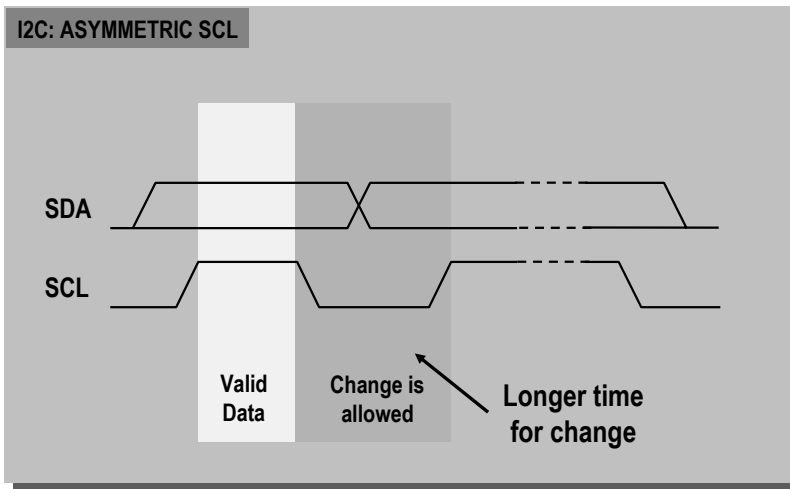 I2C: ASYMMETRIC SCL
SDA
SCL
Valid
Data
Change is
allowed
Longer time
for change